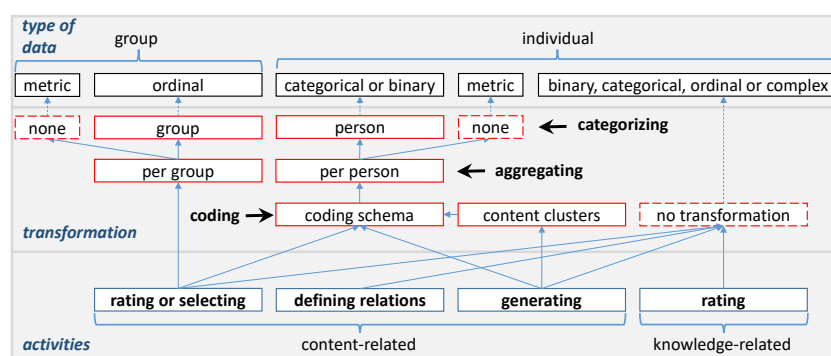 type of
data
group
individual
metric
ordinal
categorical or binary
metric
binary, categorical, ordinal or complex
none
group
person
none
categorizing
per group
per person
aggregating
coding
coding schema
content clusters
no transformation
transformation
rating or selecting
defining relations
generating
rating
activities
content-related
knowledge-related